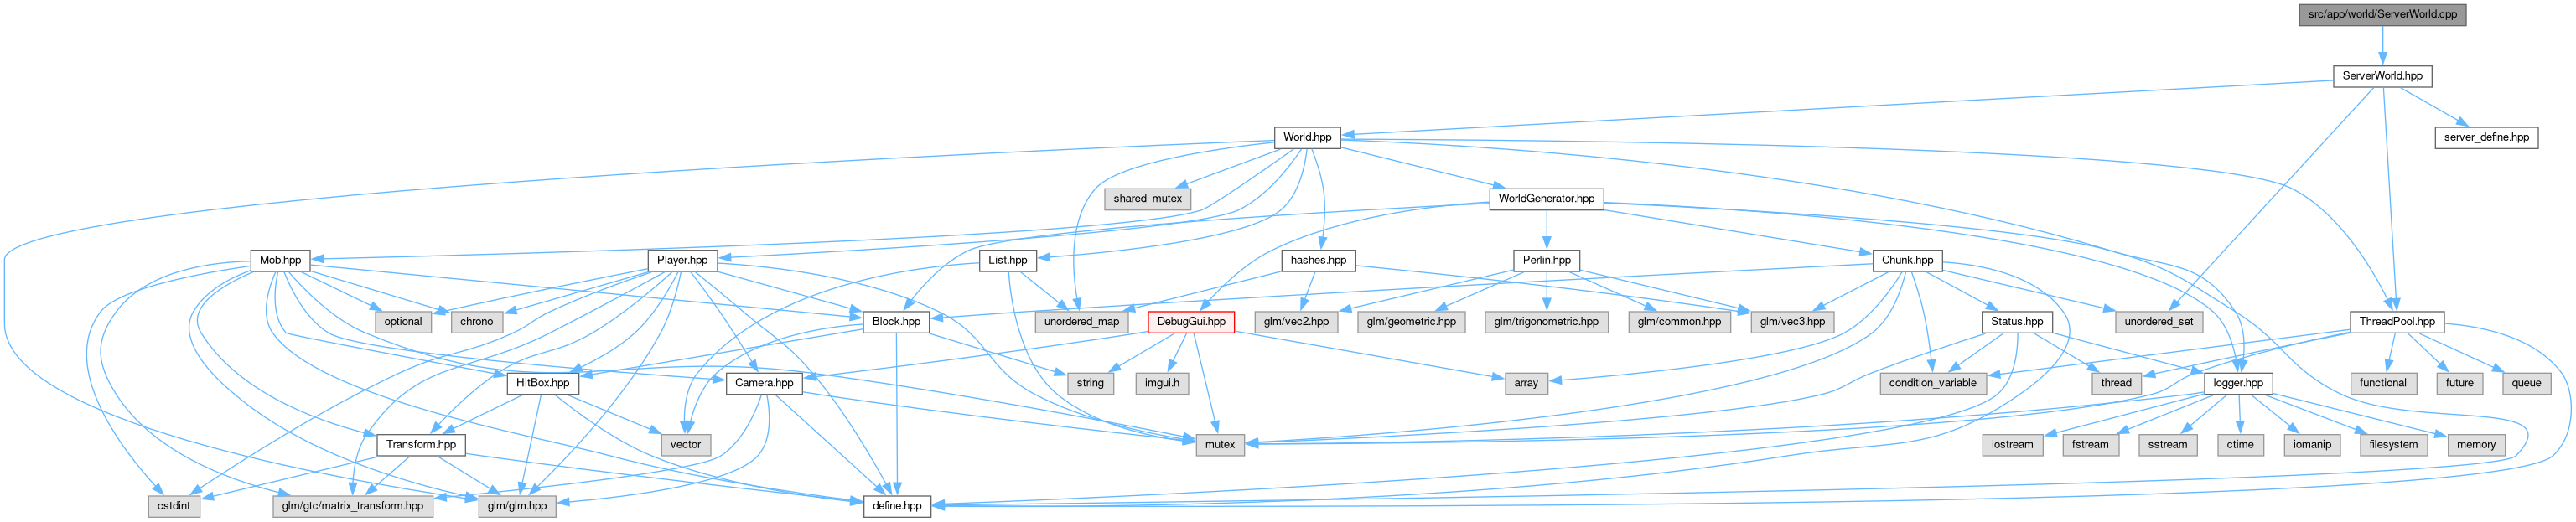 src/app/world/ServerWorld.cpp
ServerWorld.hpp
World.hpp
server_define.hpp
shared_mutex
WorldGenerator.hpp
Mob.hpp
Player.hpp
List.hpp
hashes.hpp
Perlin.hpp
Chunk.hpp
optional
chrono
Block.hpp
unordered_map
DebugGui.hpp
glm/vec2.hpp
glm/geometric.hpp
glm/trigonometric.hpp
glm/common.hpp
glm/vec3.hpp
Status.hpp
unordered_set
ThreadPool.hpp
HitBox.hpp
Camera.hpp
string
imgui.h
array
condition_variable
thread
logger.hpp
functional
future
queue
Transform.hpp
vector
mutex
iostream
fstream
sstream
ctime
iomanip
filesystem
memory
cstdint
glm/gtc/matrix_transform.hpp
glm/glm.hpp
define.hpp